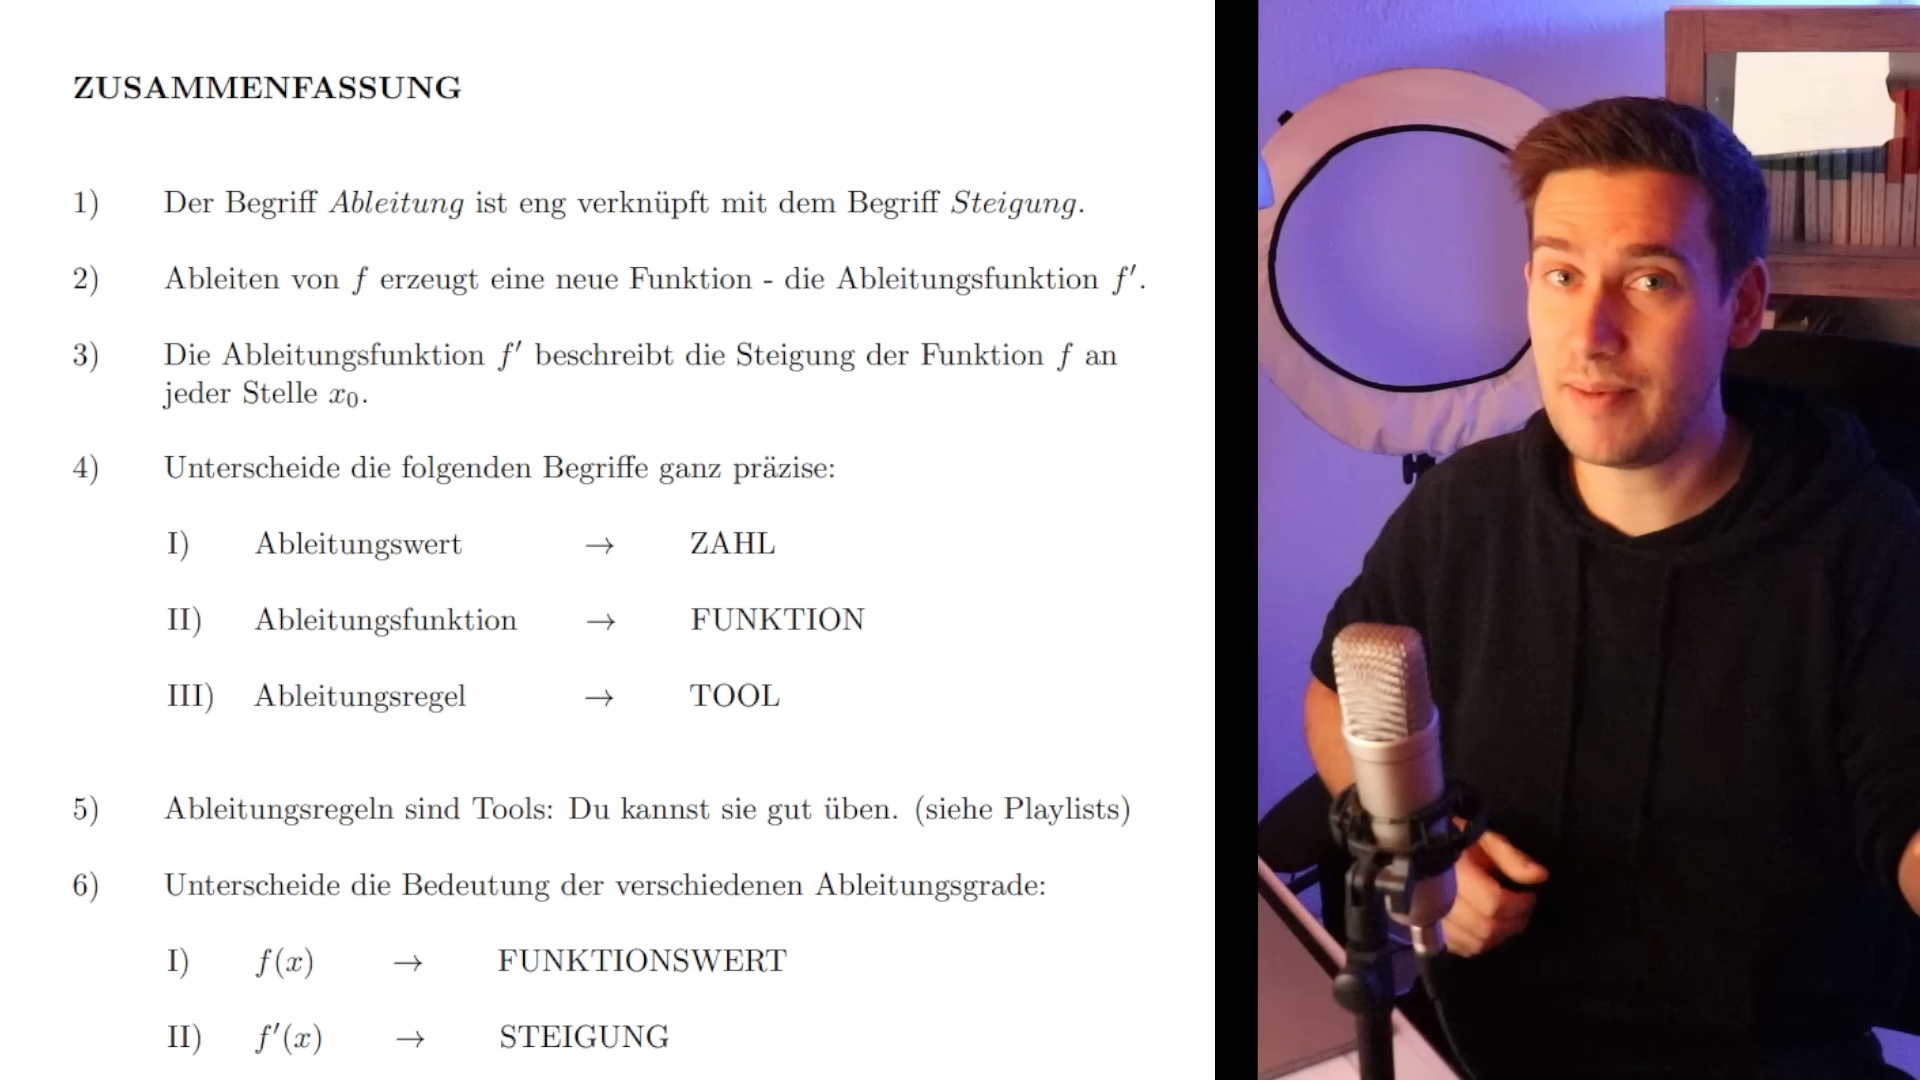 ZUSAMMENFASSUNG
1) Der Begriff Ableitung ist eng verknüpft mit dem Begriff Steigung.
2) Ableiten von f erzeugt eine neue Funktion - die Ableitungsfunktion f′.
3) Die Ableitungsfunktion f′ beschreibt die Steigung der Funktion f an
jeder Stelle x₀.
4) Unterscheide die folgenden Begriffe ganz präzise:
I) Ableitungswert → ZAHL
II) Ableitungsfunktion → FUNKTION
III) Ableitungsregel → TOOL
5) Ableitungsregeln sind Tools: Du kannst sie gut üben. (siehe Playlists)
6) Unterscheide die Bedeutung der verschiedenen Ableitungsgrade:
I) f(x) → FUNKTIONSWERT
II) f′(x) → STEIGUNG